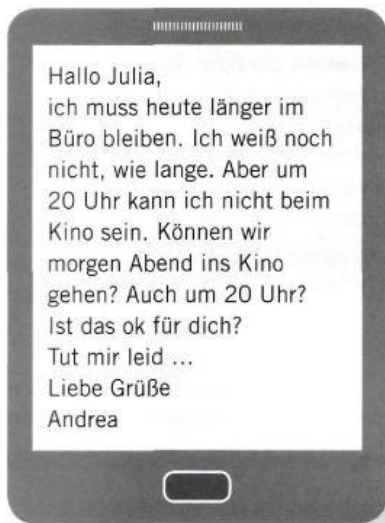 Hallo Julia,
ich muss heute länger im
Büro bleiben. Ich weiß noch
nicht, wie lange. Aber um
20 Uhr kann ich nicht beim
Kino sein. Können wir
morgen Abend ins Kino
gehen? Auch um 20 Uhr?
Ist das ok für dich?
Tut mir leid ...
Liebe Grüße
Andrea